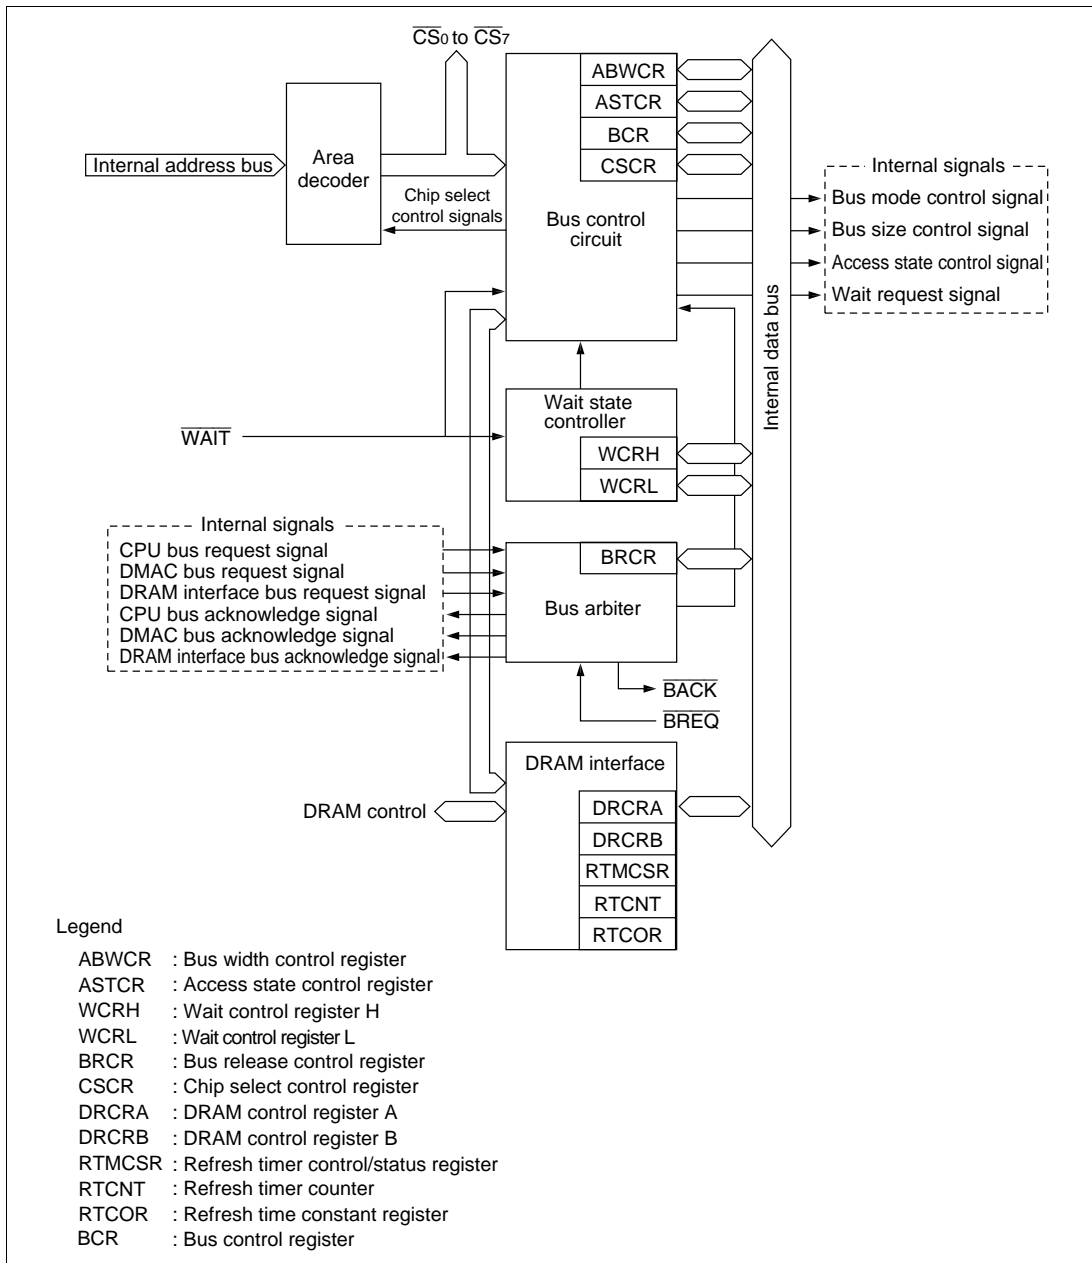 C̅S̅₀ to C̅S̅₇
ABWCR
ASTCR
BCR
CSCR
Internal address bus
Area
decoder
Chip select
control signals
Bus control
circuit
Internal signals
Bus mode control signal
Bus size control signal
Access state control signal
Wait request signal
Internal data bus
W̅A̅I̅T̅
Wait state
controller
WCRH
WCRL
Internal signals
CPU bus request signal
DMAC bus request signal
DRAM interface bus request signal
CPU bus acknowledge signal
DMAC bus acknowledge signal
DRAM interface bus acknowledge signal
BRCR
Bus arbiter
B̅A̅C̅K̅
B̅R̅E̅Q̅
DRAM interface
DRAM control
DRCRA
DRCRB
RTMCSR
RTCNT
RTCOR
Legend
ABWCR : Bus width control register
ASTCR : Access state control register
WCRH : Wait control register H
WCRL : Wait control register L
BRCR : Bus release control register
CSCR : Chip select control register
DRCRA : DRAM control register A
DRCRB : DRAM control register B
RTMCSR : Refresh timer control/status register
RTCNT : Refresh timer counter
RTCOR : Refresh time constant register
BCR : Bus control register